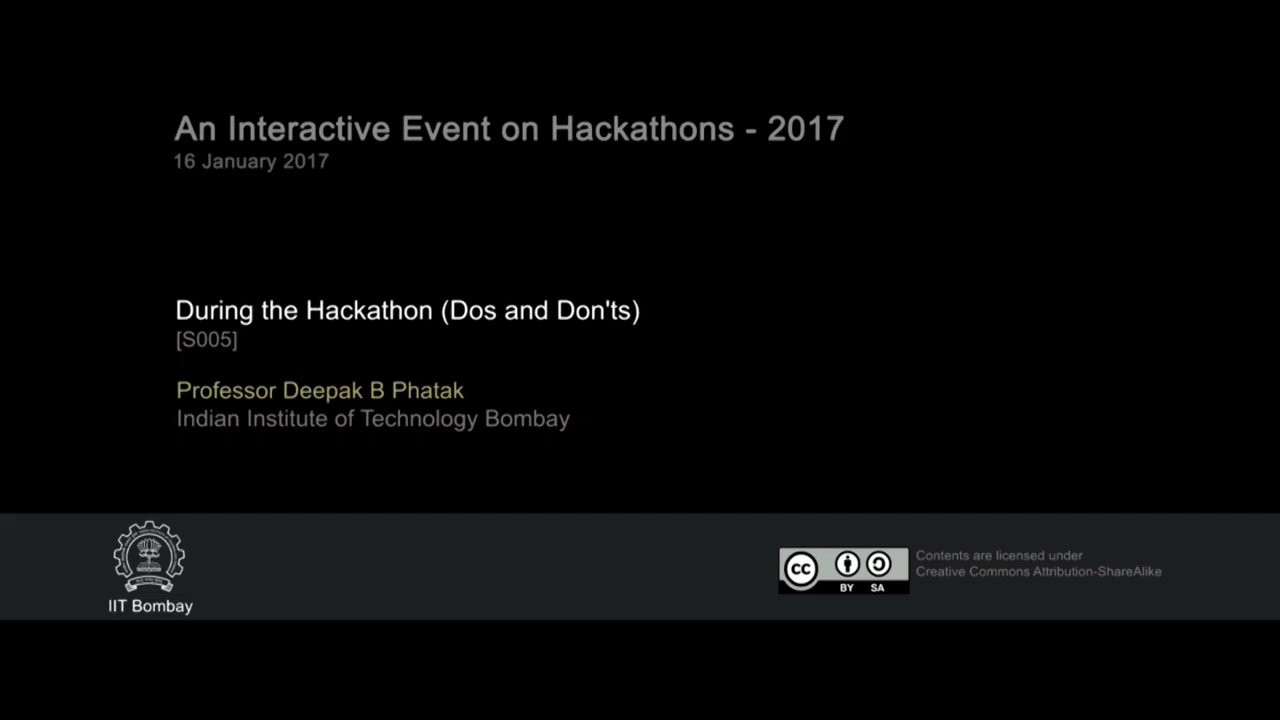 An Interactive Event on Hackathons - 2017
16 January 2017
During the Hackathon (Dos and Don'ts)
[S005]
Professor Deepak B Phatak
Indian Institute of Technology Bombay
IIT Bombay
cc
BY SA
Contents are licensed under
Creative Commons Attribution-ShareAlike